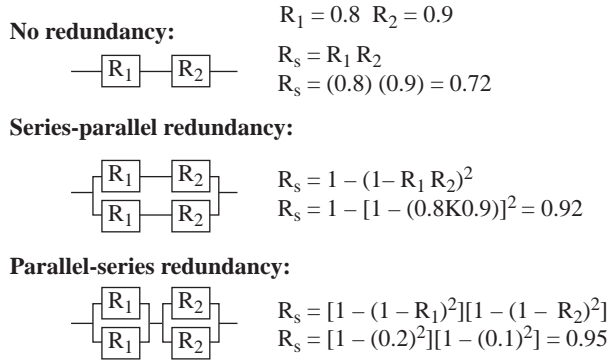 R₁ = 0.8 R₂ = 0.9
No redundancy:
R₁ R₂
Rₛ = R₁ R₂
Rₛ = (0.8) (0.9) = 0.72
Series-parallel redundancy:
R₁ R₂
R₁ R₂
Rₛ = 1 – (1– R₁ R₂)²
Rₛ = 1 – [1 – (0.8K0.9)]² = 0.92
Parallel-series redundancy:
R₁ R₂
R₁ R₂
Rₛ = [1 – (1 – R₁)²][1 – (1 – R₂)²]
Rₛ = [1 – (0.2)²][1 – (0.1)²] = 0.95